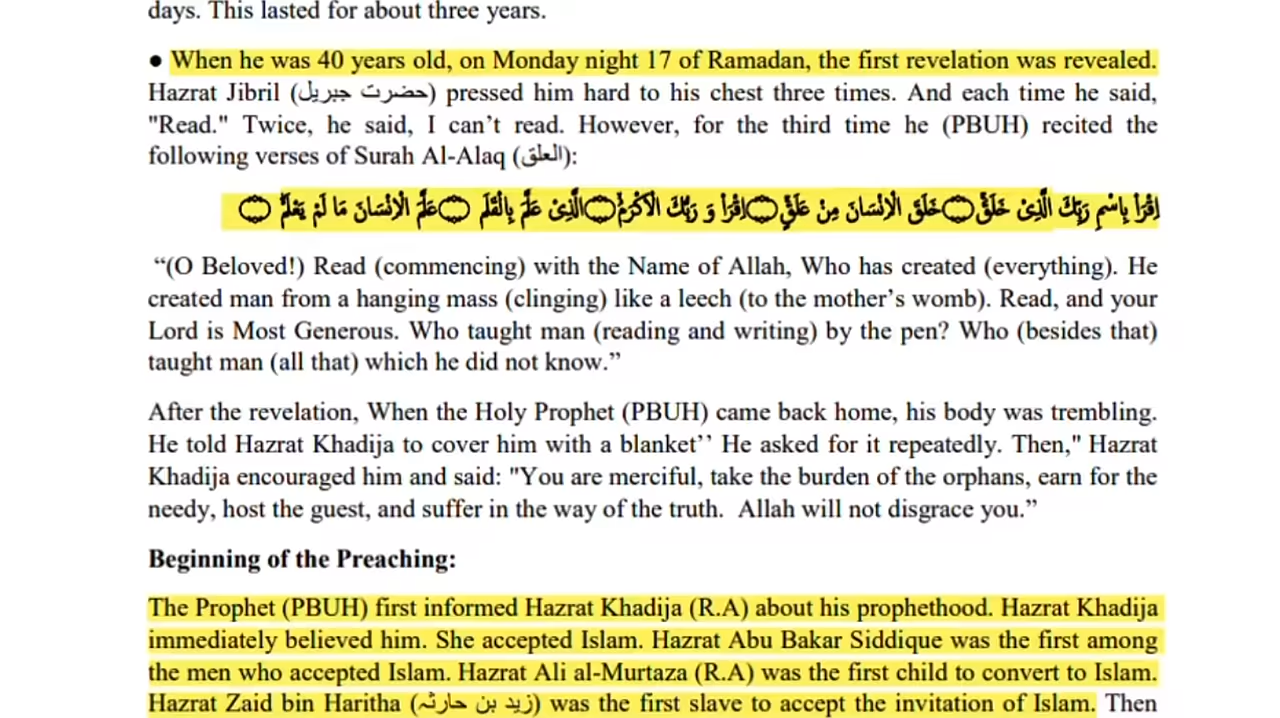 days. This lasted for about three years.
● When he was 40 years old, on Monday night 17 of Ramadan, the first revelation was revealed.
Hazrat Jibril (حضرت جبریل) pressed him hard to his chest three times. And each time he said,
"Read." Twice, he said, I can’t read. However, for the third time he (PBUH) recited the
following verses of Surah Al-Alaq (العلق):
اِقْرَاْ بِاسْمِ رَبِّكَ الَّذِیْ خَلَقَۚ۝خَلَقَ الْاِنْسَانَ مِنْ عَلَقٍۚ۝اِقْرَاْ وَ رَبُّكَ الْاَكْرَمُۙ۝الَّذِیْ عَلَّمَ بِالْقَلَمِۙ۝عَلَّمَ الْاِنْسَانَ مَا لَمْ یَعْلَمْؕ۝
“(O Beloved!) Read (commencing) with the Name of Allah, Who has created (everything). He
created man from a hanging mass (clinging) like a leech (to the mother’s womb). Read, and your
Lord is Most Generous. Who taught man (reading and writing) by the pen? Who (besides that)
taught man (all that) which he did not know.”
After the revelation, When the Holy Prophet (PBUH) came back home, his body was trembling.
He told Hazrat Khadija to cover him with a blanket’’ He asked for it repeatedly. Then," Hazrat
Khadija encouraged him and said: "You are merciful, take the burden of the orphans, earn for the
needy, host the guest, and suffer in the way of the truth.  Allah will not disgrace you.”
Beginning of the Preaching:
The Prophet (PBUH) first informed Hazrat Khadija (R.A) about his prophethood. Hazrat Khadija
immediately believed him. She accepted Islam. Hazrat Abu Bakar Siddique was the first among
the men who accepted Islam. Hazrat Ali al-Murtaza (R.A) was the first child to convert to Islam.
Hazrat Zaid bin Haritha (زید بن حارثہ) was the first slave to accept the invitation of Islam. Then